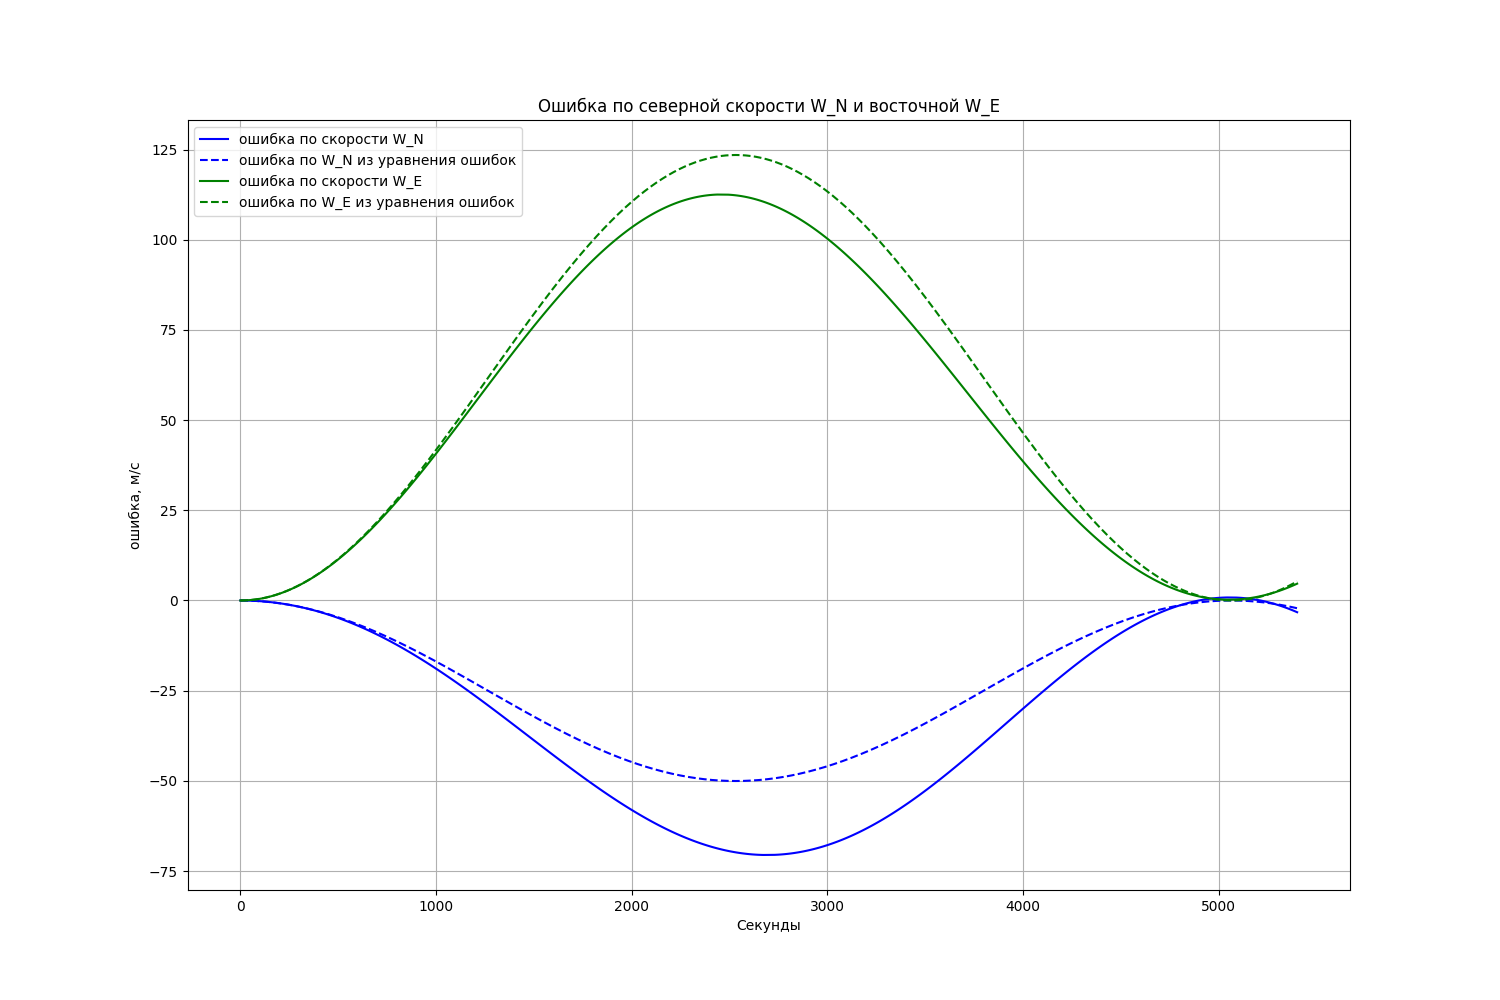 Ошибка по северной скорости W_N и восточной W_E
ошибка по скорости W_N
ошибка по W_N из уравнения ошибок
ошибка по скорости W_E
ошибка по W_E из уравнения ошибок
125
100
75
50
25
0
−25
−50
−75
ошибка, м/с
0 1000 2000 3000 4000 5000
Секунды